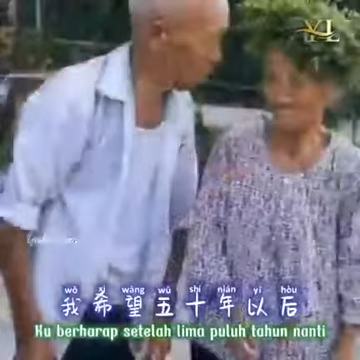 YL
wǒ xī wàng wǔ shí nián yǐ hòu
我希望五十年以后
Ku berharap setelah lima puluh tahun nanti